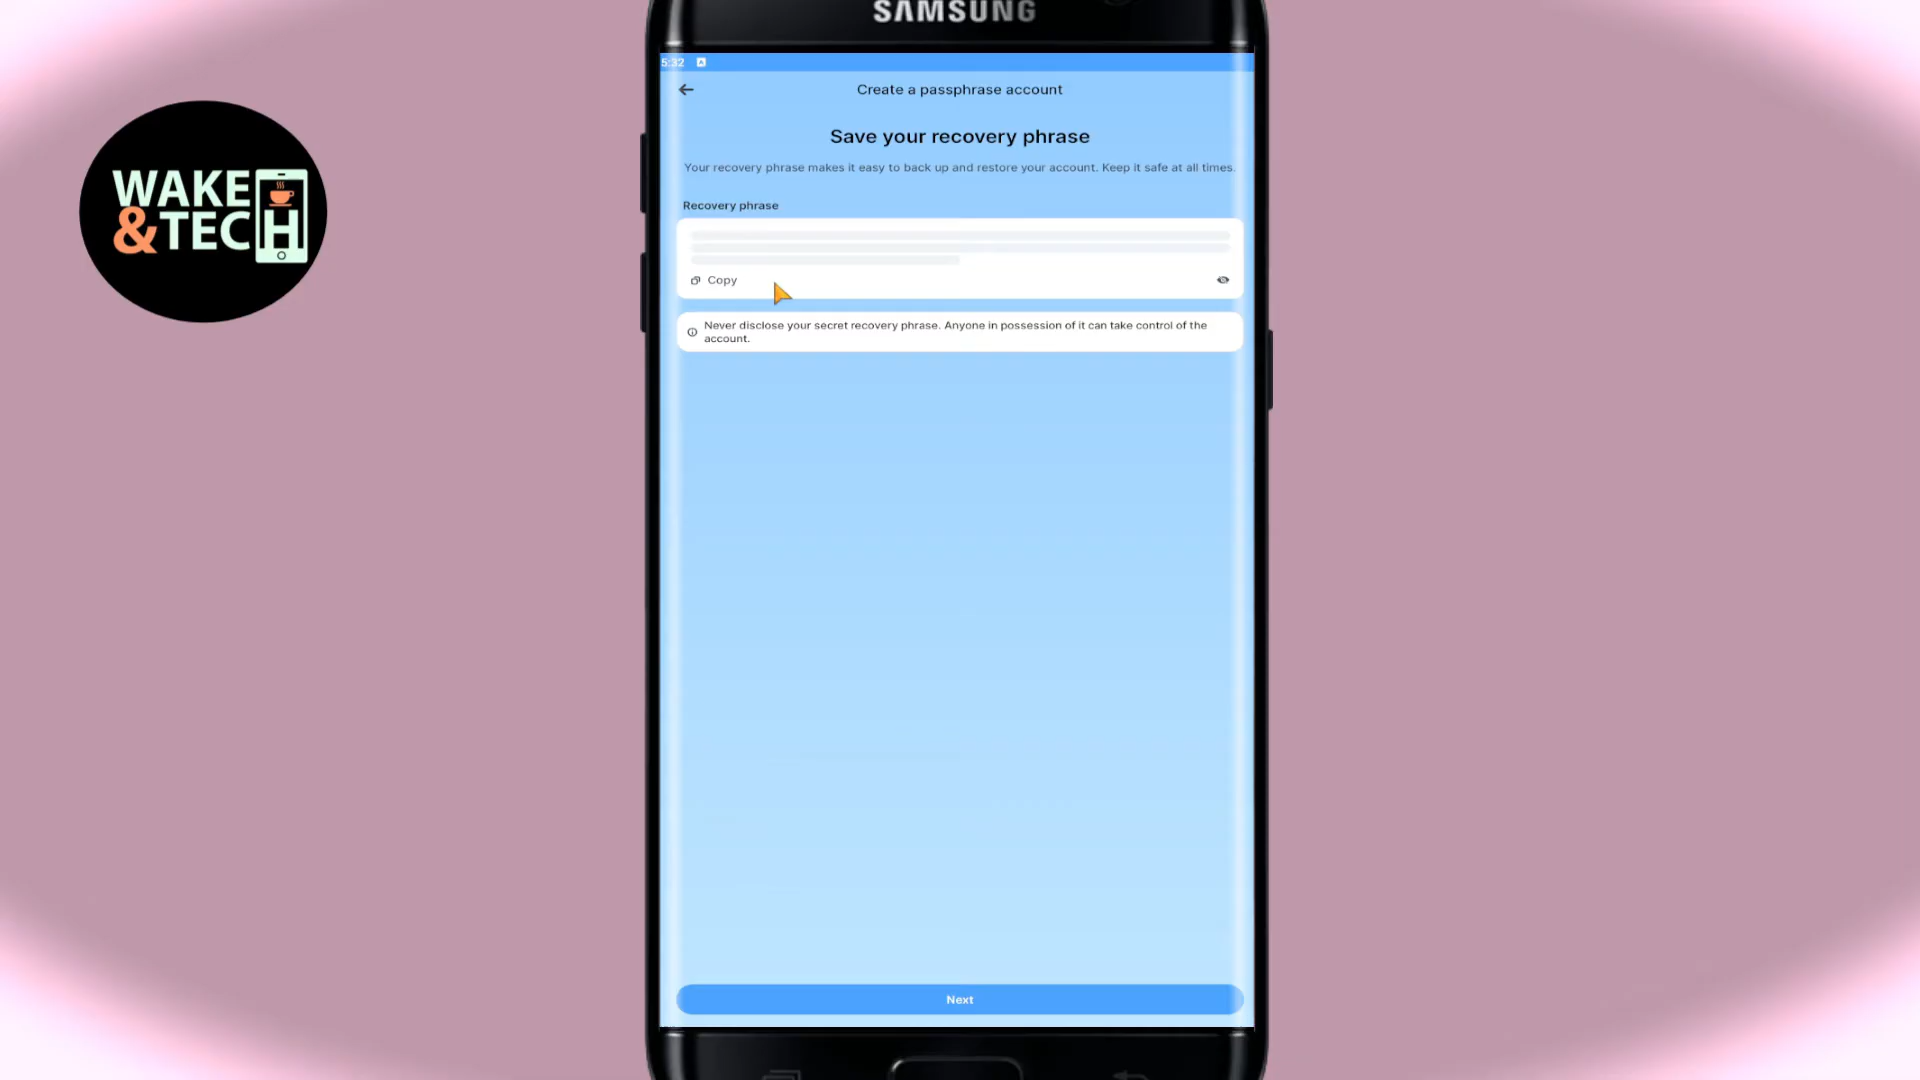 SAMSUNG
WAKE
&TECH
5:32
Create a passphrase account
Save your recovery phrase
Your recovery phrase makes it easy to back up and restore your account. Keep it safe at all times.
Recovery phrase
Copy
Never disclose your secret recovery phrase. Anyone in possession of it can take control of the
account.
Next